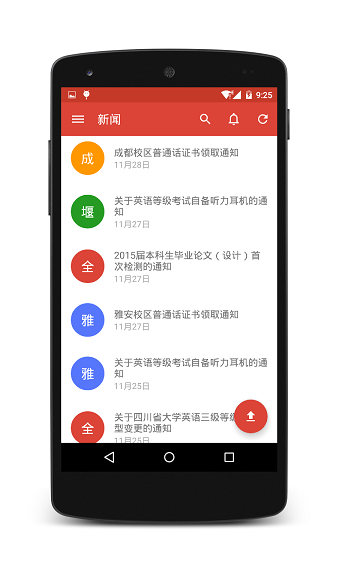 9:25
新闻
成
成都校区普通话证书领取通知
11月28日
堰
关于英语等级考试自备听力耳机的通
知
11月27日
全
2015届本科生毕业论文（设计）首
次检测的通知
11月27日
雅
雅安校区普通话证书领取通知
11月27日
雅
关于英语等级考试自备听力耳机的通
知
11月25日
全
关于四川省大学英语三级等级
型变更的通知
11月25日